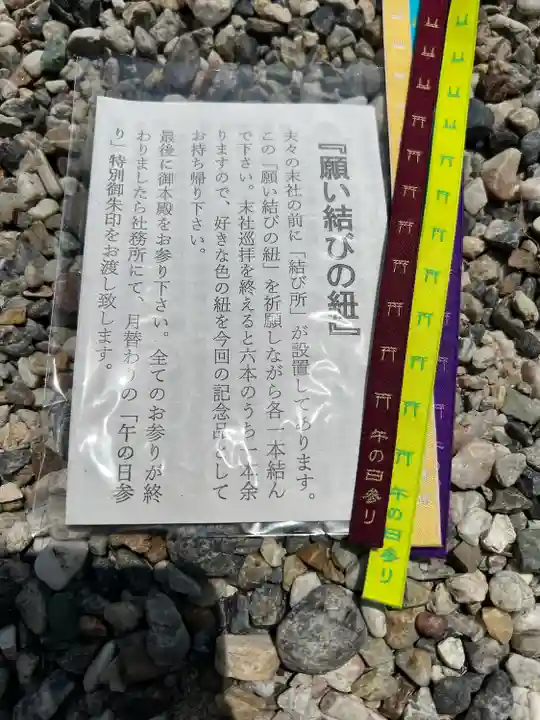 『願い結びの紐』
夫々の末社の前に「結び所」が設置してあります。
この「願い結びの紐」を祈願しながら各一本結ん
で下さい。末社巡拝を終えると六本のうち一本余
りますので、好きな色の紐を今回の記念品として
お持ち帰り下さい。
最後に御本殿をお参り下さい。全てのお参りが終
わりましたら社務所にて、月替わりの「午の日参
り」特別御朱印をお渡し致します。
午の日参り
午の日参り